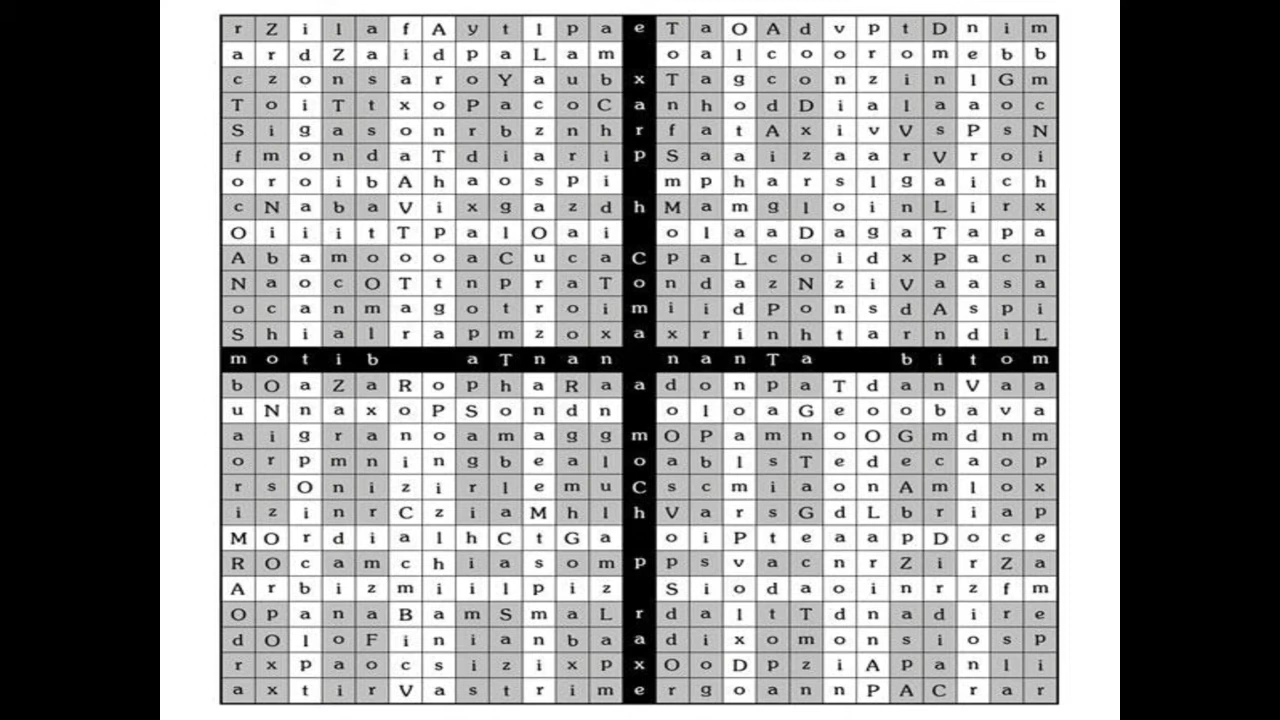 r Z i l a f A y t l p a e T a O A d v p t D n i m
a r d Z a i d p a L a m o a l c o o r o m e b b
c z o n s a r o Y a u b x T a g c o n z i n l G m
T o i T t x o P a c o C a n h o d D i a l a a o c
S i g a s o n r b z n h r f a t A x i v V s P s N
f m o n d a T d i a r i p S a a i z a a r V r o i
o r o i b A h a o s p i m p h a r s l g a i c h
c N a b a V i x g a z d h M a m g l o i n L i r x
O i i i t T p a l O a i o l a a D a g a T a p a
A b a m o o o a C u c a C p a L c o i d x P a c n
N a o c O T t n p r a T o n d a z N z i V a a s a
o c a n m a g o t r o i m i i d P o n s d A s p i
S h i a l r a p m z o x a x r i n h t a r n d i L
m o t i b a T n a n n a n T a b i t o m
b O a Z a R o p h a R a a d o n p a T d a n V a a
u N n a x o P S o n d n o l o a G e o o b a v a
a i g r a n o a m a g g m O P a m n o O G m d n m
o r p m n i n g b e a l o a b l s T e d e c a o p
r s O n i z i r l e m u C s c m i a o n A m l o x
i z i n r C z i a M h l h V a r s G d L b r i a p
M O r d i a l h C t G a o i P t e a a p D o c e
R O c a m c h i a s o m p p s v a c n r Z i r Z a
A r b i z m i i l p i z S i o d a o i n r z f m
O p a n a B a m S m a L r d a l t T d n a d i r e
d O l o F i n i a n b a a d i x o m o n s i o s p
r x p a o c s i z i x p x O o D p z i A p a n l i
a x t i r V a s t r i m e r g o a n n P A C r a r